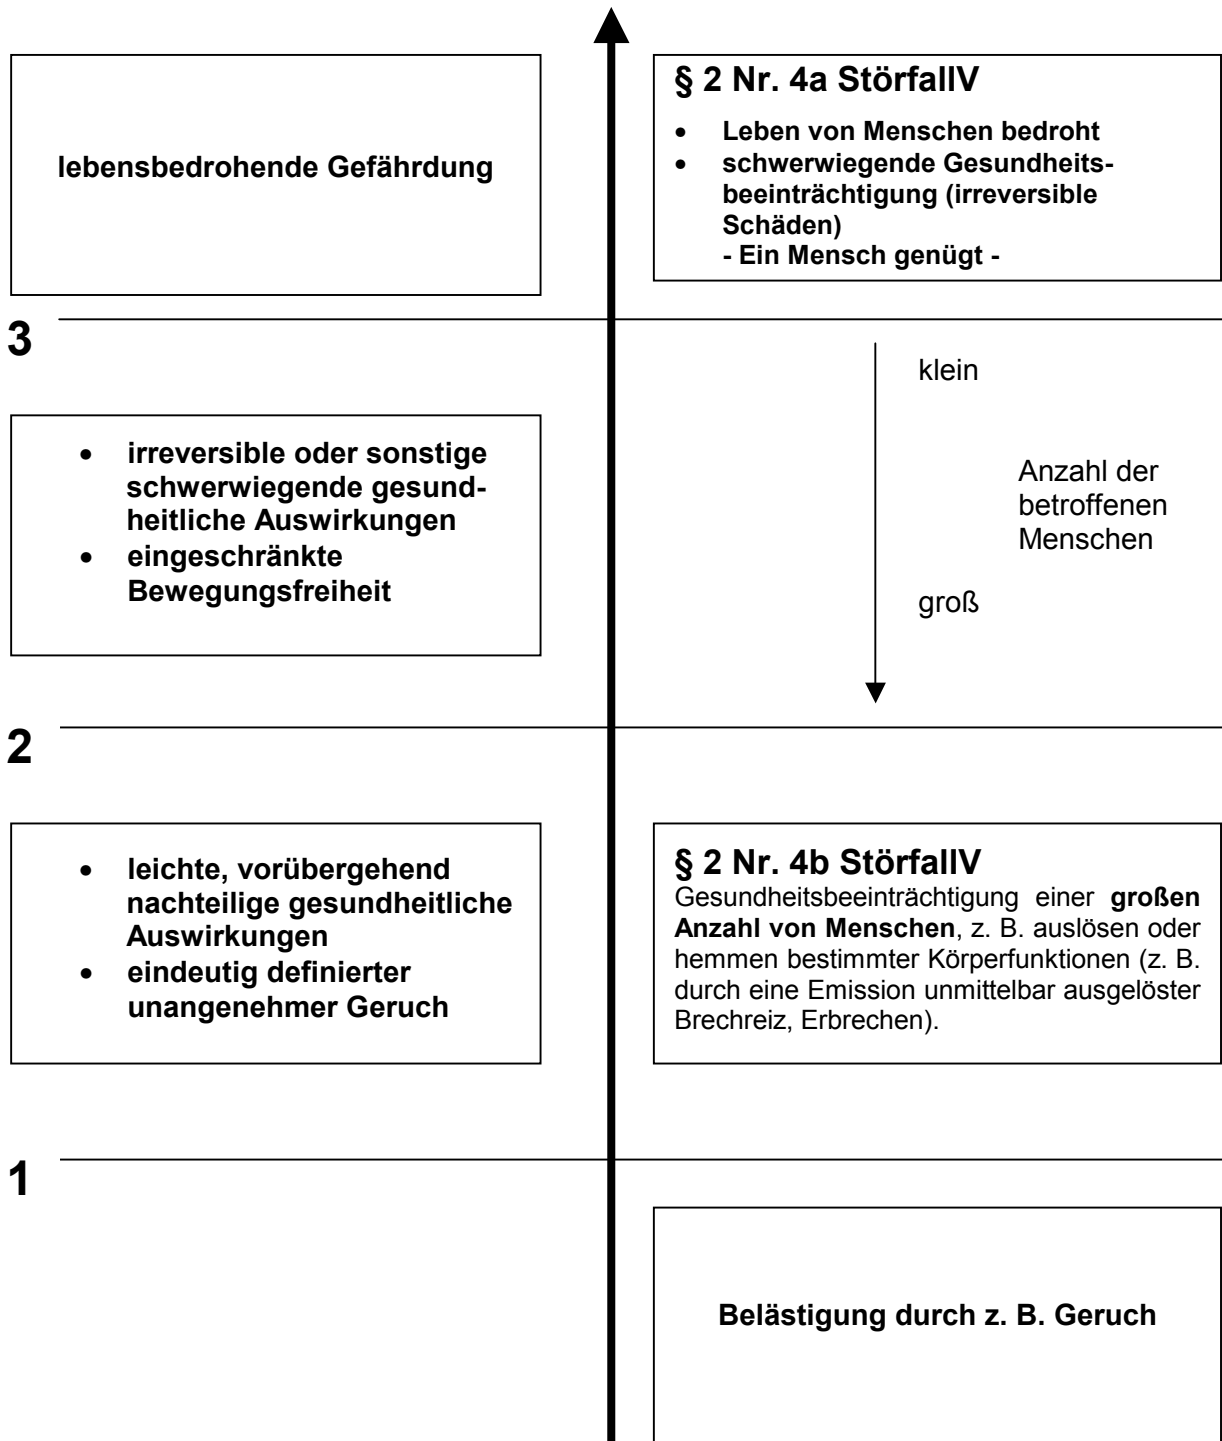 lebensbedrohende Gefährdung
§ 2 Nr. 4a StörfallV
• Leben von Menschen bedroht
• schwerwiegende Gesundheits-
beeinträchtigung (irreversible
Schäden)
- Ein Mensch genügt -
3
klein
• irreversible oder sonstige
schwerwiegende gesund-
heitliche Auswirkungen
• eingeschränkte
Bewegungsfreiheit
Anzahl der
betroffenen
Menschen
groß
2
• leichte, vorübergehend
nachteilige gesundheitliche
Auswirkungen
• eindeutig definierter
unangenehmer Geruch
§ 2 Nr. 4b StörfallV
Gesundheitsbeeinträchtigung einer großen
Anzahl von Menschen, z. B. auslösen oder
hemmen bestimmter Körperfunktionen (z. B.
durch eine Emission unmittelbar ausgelöster
Brechreiz, Erbrechen).
1
Belästigung durch z. B. Geruch